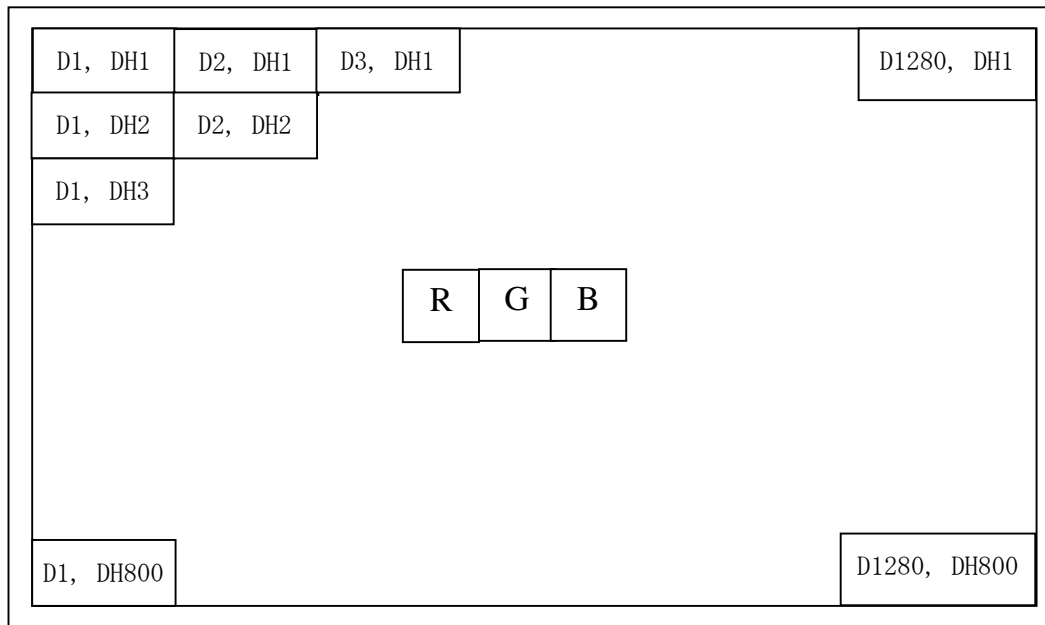 D1, DH1 D2, DH1 D3, DH1 D1280, DH1
D1, DH2 D2, DH2
D1, DH3
R G B
D1, DH800 D1280, DH800